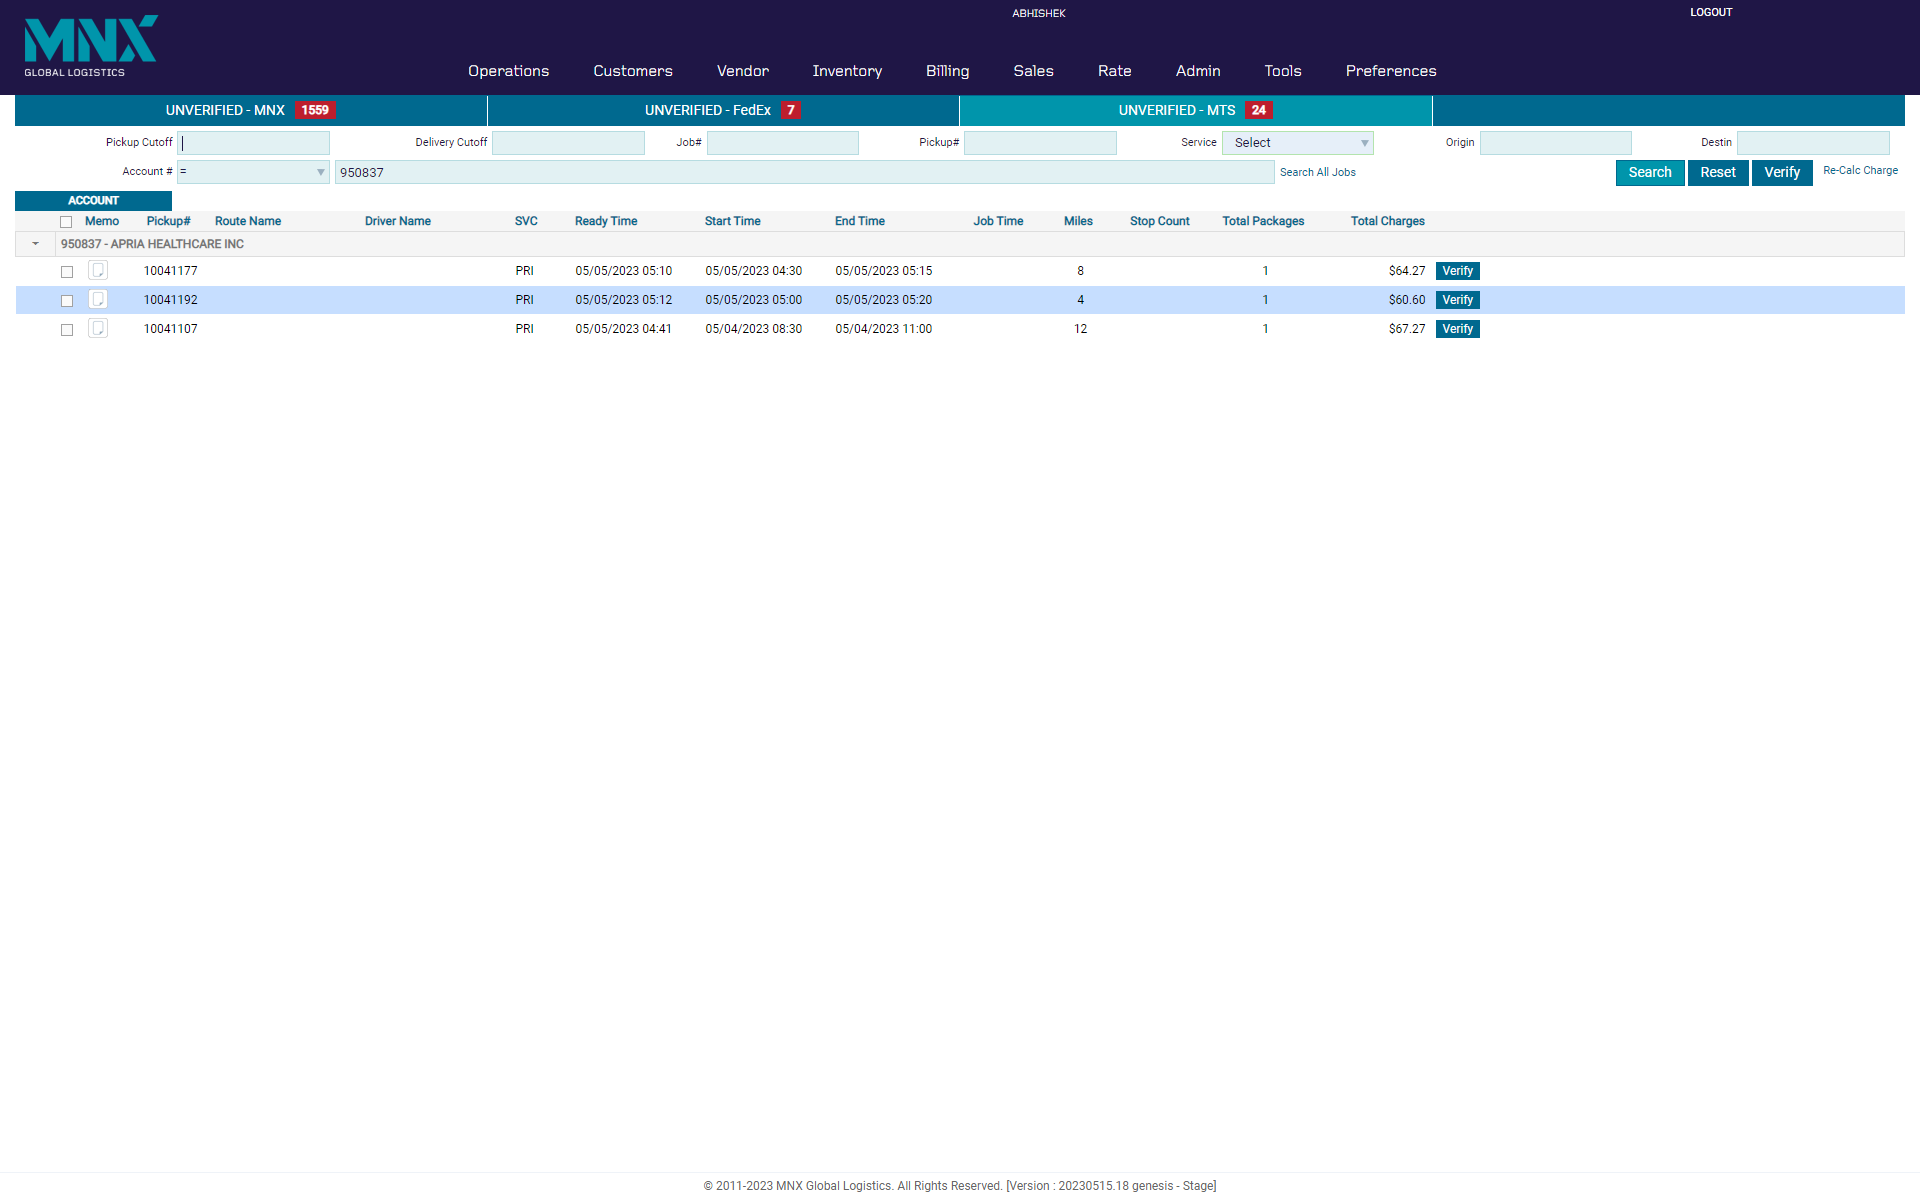 ABHISHEK LOGOUT
MNX
GLOBAL LOGISTICS
Operations Customers Vendor Inventory Billing Sales Rate Admin Tools Preferences
UNVERIFIED - MNX 1559 UNVERIFIED - FedEx 7 UNVERIFIED - MTS 24
Pickup Cutoff Delivery Cutoff Job# Pickup# Service Select Origin Destin
Account # = 950837 Search All Jobs Search Reset Verify Re-Calc Charge
ACCOUNT
Memo Pickup# Route Name Driver Name SVC Ready Time Start Time End Time Job Time Miles Stop Count Total Packages Total Charges
950837 - APRIA HEALTHCARE INC
10041177 PRI 05/05/2023 05:10 05/05/2023 04:30 05/05/2023 05:15 8 1 $64.27 Verify
10041192 PRI 05/05/2023 05:12 05/05/2023 05:00 05/05/2023 05:20 4 1 $60.60 Verify
10041107 PRI 05/05/2023 04:41 05/04/2023 08:30 05/04/2023 11:00 12 1 $67.27 Verify
© 2011-2023 MNX Global Logistics. All Rights Reserved. [Version : 20230515.18 genesis - Stage]